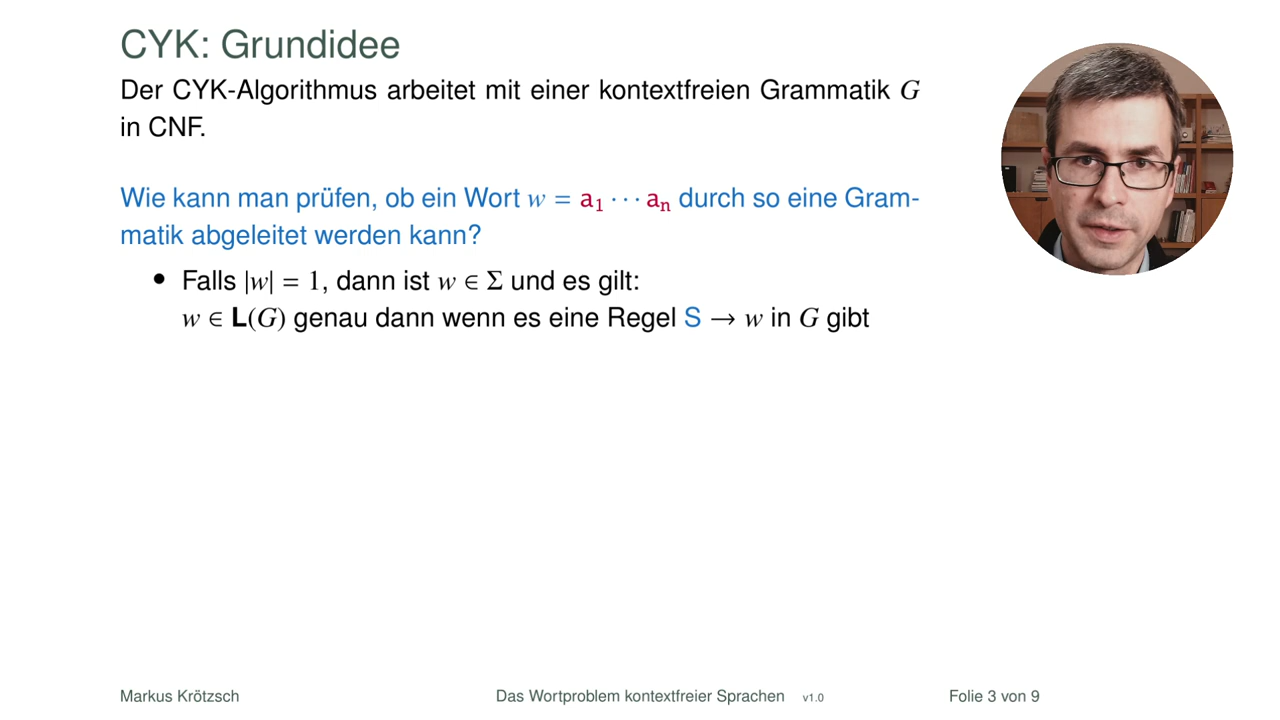 CYK: Grundidee
Der CYK-Algorithmus arbeitet mit einer kontextfreien Grammatik G
in CNF.
Wie kann man prüfen, ob ein Wort w = a₁ · · · aₙ durch so eine Gram-
matik abgeleitet werden kann?
• Falls |w| = 1, dann ist w ∈ Σ und es gilt:
w ∈ L(G) genau dann wenn es eine Regel S → w in G gibt
Markus Krötzsch Das Wortproblem kontextfreier Sprachen v1.0 Folie 3 von 9